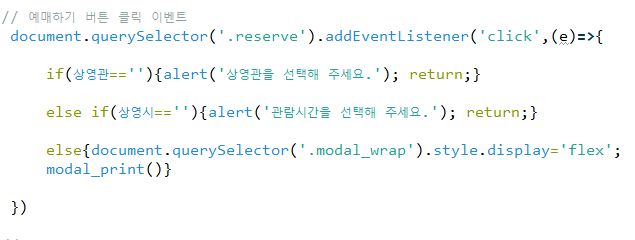 // 예매하기 버튼 클릭 이벤트
document.querySelector('.reserve').addEventListener('click',(e)=>{
if(상영관==''){alert('상영관을 선택해 주세요.'); return;}
else if(상영시==''){alert('관람시간을 선택해 주세요.'); return;}
else{document.querySelector('.modal_wrap').style.display='flex';
modal_print()}
})